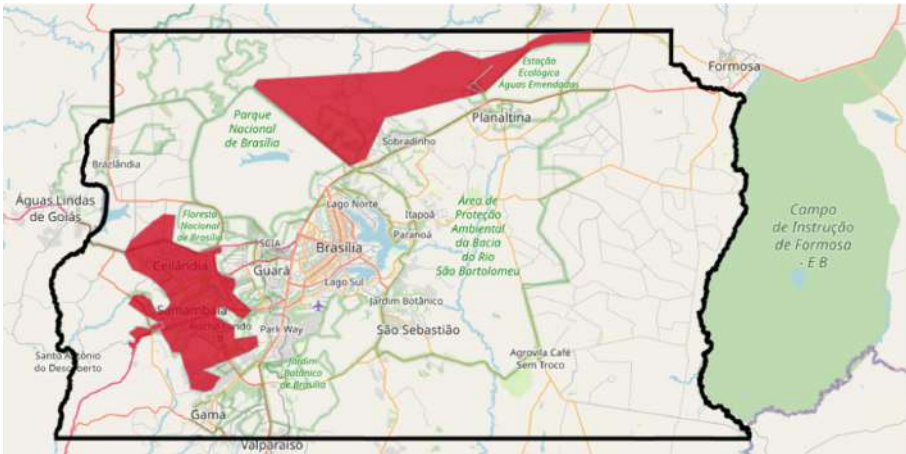 Formosa
Estação
Ecológica
Águas Emendadas
Planaltina
Parque
Nacional
de Brasília
Sobradinho
Brazlândia
Águas Lindas
de Goiás
Lago Norte
Floresta
Nacional
de Brasília
Itapoã
Paranoá
Área de
Proteção
Ambiental
da Bacia
do Rio
São Bartolomeu
Campo
de Instrução
de Formosa
- E B
SCIA
Brasília
Ceilândia
Guará
Lago Sul
Jardim Botânico
Samambaia
Park Way
São Sebastião
Riacho Fundo
Santo Antônio
do Descoberto
Jardim
Botânico
de Brasília
Agrovila Café
Sem Troco
Gama
Valparaíso